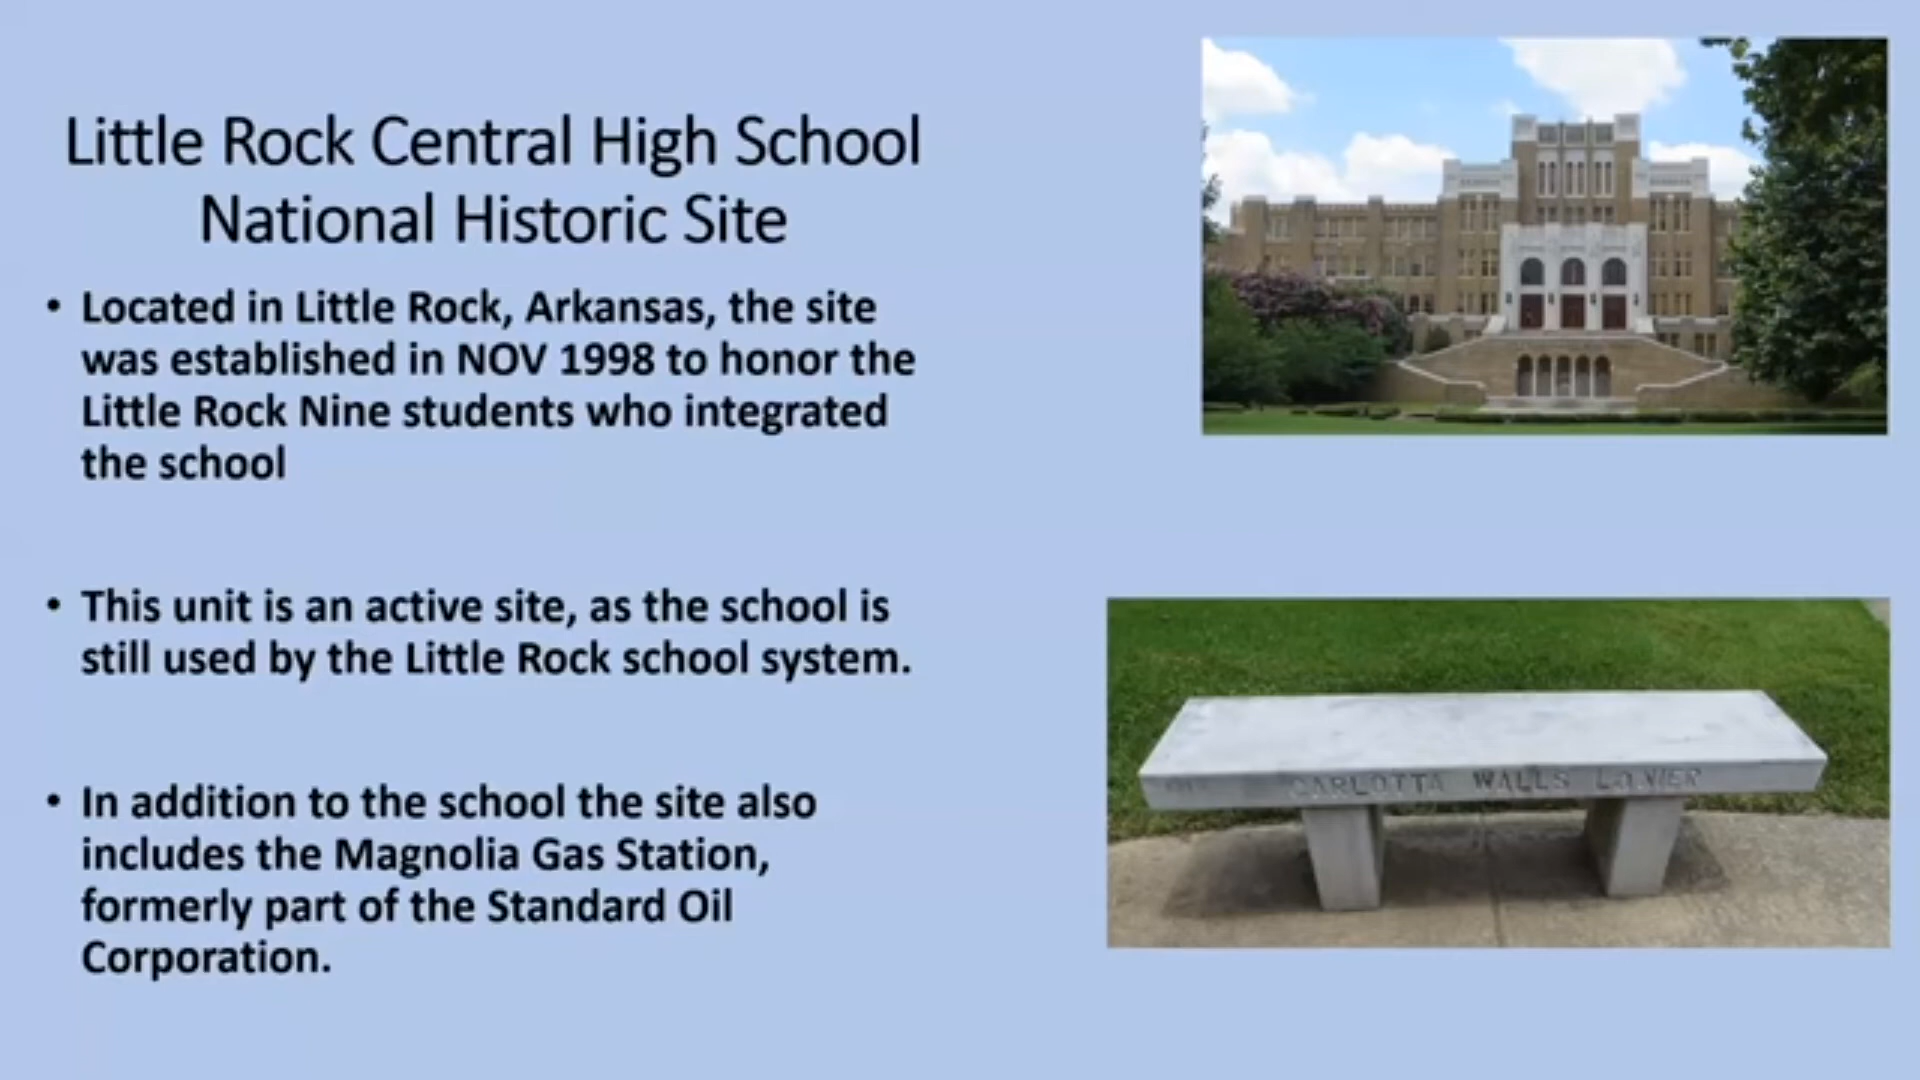 Little Rock Central High School
National Historic Site
• Located in Little Rock, Arkansas, the site
was established in NOV 1998 to honor the
Little Rock Nine students who integrated
the school
• This unit is an active site, as the school is
still used by the Little Rock school system.
• In addition to the school the site also
includes the Magnolia Gas Station,
formerly part of the Standard Oil
Corporation.
CARLOTTA WALLS LANIER